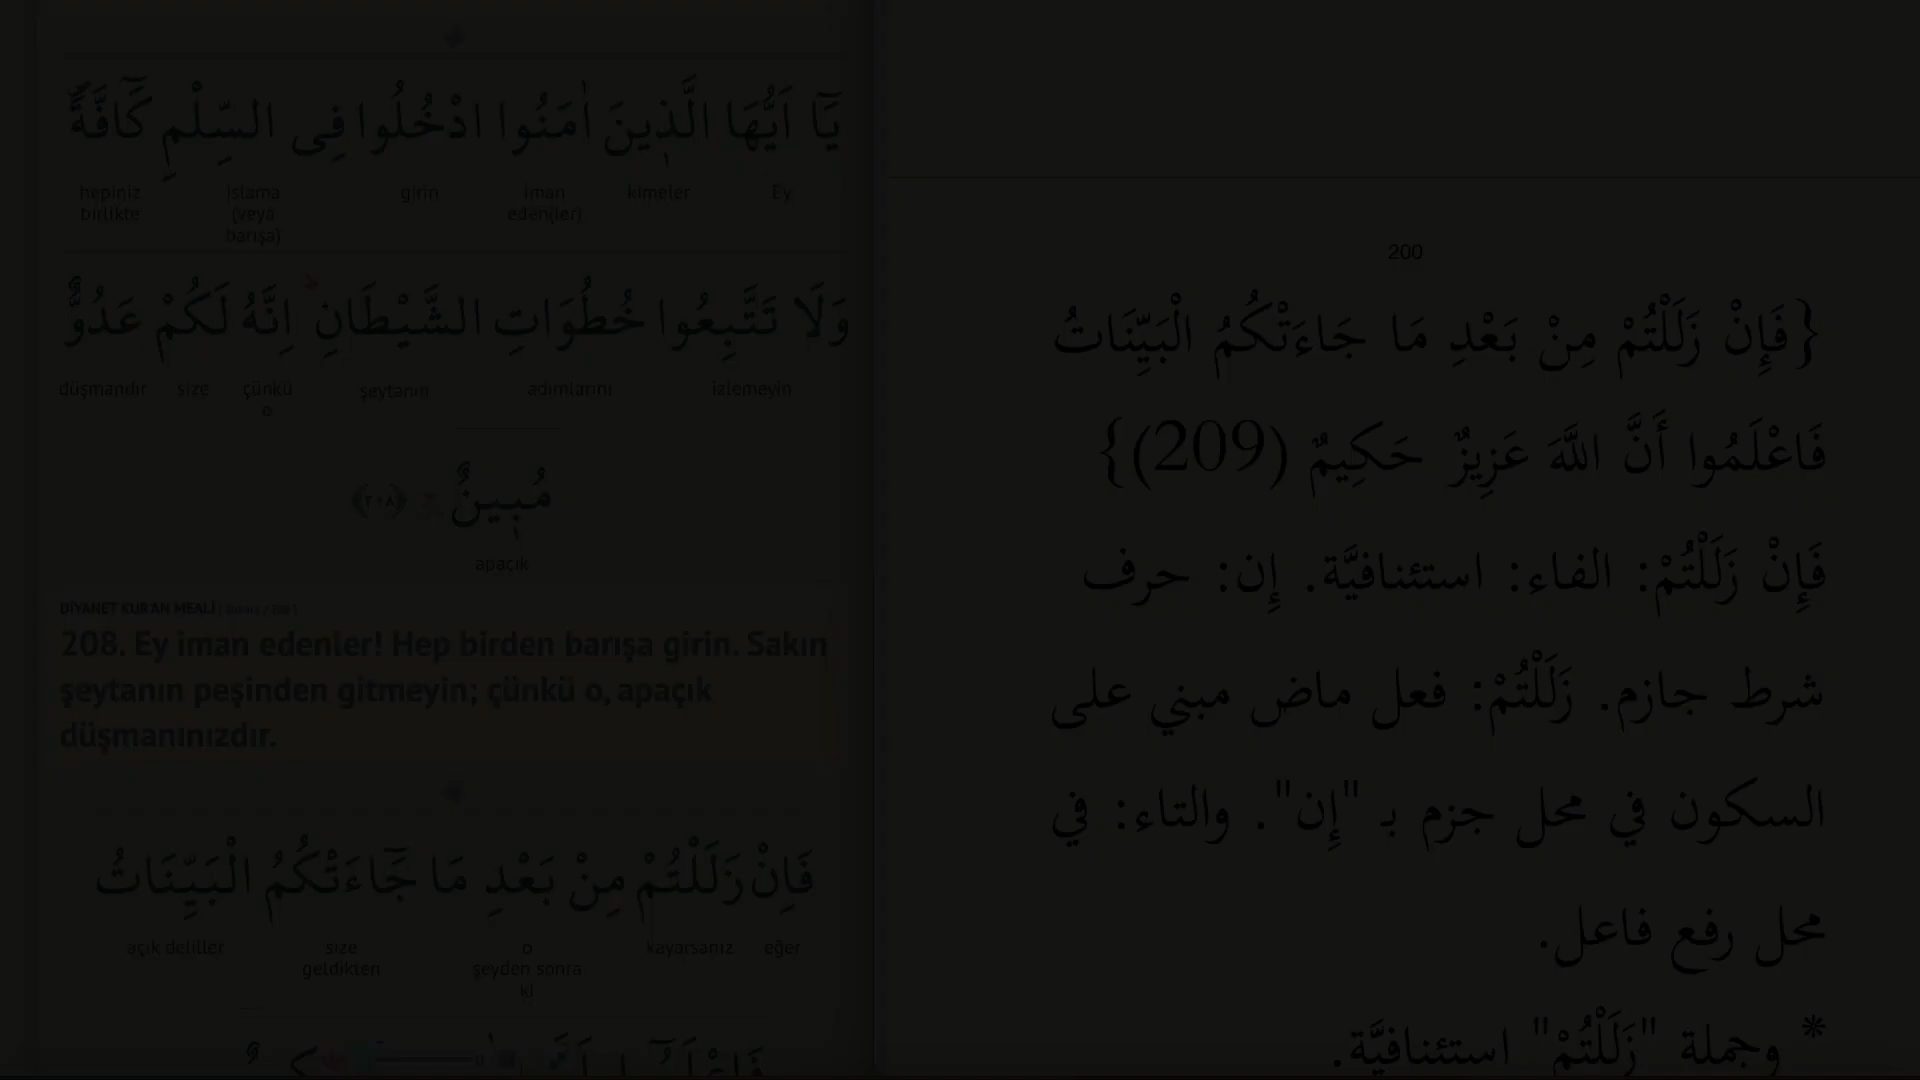 يَٓا اَيُّهَا الَّذ۪ينَ اٰمَنُوا ادْخُلُوا فِى السِّلْمِ كَٓافَّةًۖ
hepiniz birlikte islama (veya barışa) girin iman eden(ler) kimeler Ey
وَلَا تَتَّبِعُوا خُطُوَاتِ الشَّيْطَانِۜ اِنَّهُ لَكُمْ عَدُوٌّ
düşmandır size çünkü o şeytanın adımlarını izlemeyin
مُب۪ينٌ ﴿٢٠٨﴾
apaçık
DİYANET KUR'AN MEALİ
208. Ey iman edenler! Hep birden barışa girin. Sakın
şeytanın peşinden gitmeyin; çünkü o, apaçık
düşmanınızdır.
فَاِنْ زَلَلْتُمْ مِنْ بَعْدِ مَا جَٓاءَتْكُمُ الْبَيِّنَاتُ
açık deliller size geldikten o şeyden sonra ki kayarsanız eğer
200
{فَإِنْ زَلَلْتُمْ مِنْ بَعْدِ مَا جَاءَتْكُمُ الْبَيِّنَاتُ
فَاعْلَمُوا أَنَّ اللَّهَ عَزِيزٌ حَكِيمٌ (209)}
فَإِنْ زَلَلْتُمْ: الفاء: استئنافيَّة. إن: حرف
شرط جازم. زَلَلْتُمْ: فعل ماض مبني على
السكون في محل جزم بـ "إن". والتاء: في
محل رفع فاعل.
* وجملة "زَلَلْتُمْ" استئنافيَّة.